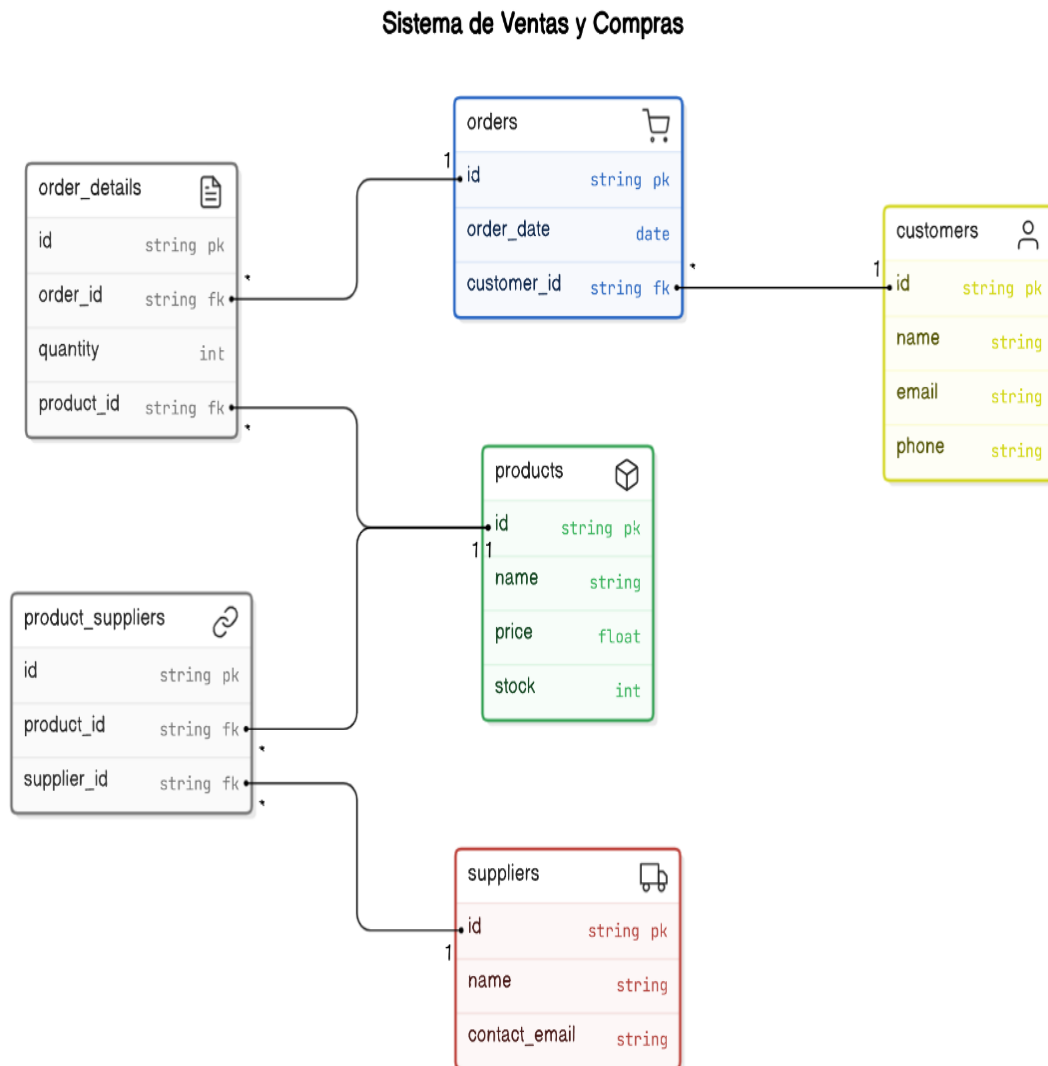 Sistema de Ventas y Compras
orders
id string pk
order_date date
customer_id string fk
1
*
order_details
id string pk
order_id string fk
quantity int
product_id string fk
*
*
customers
id string pk
name string
email string
phone string
1
products
id string pk
name string
price float
stock int
1 1
product_suppliers
id string pk
product_id string fk
supplier_id string fk
*
*
suppliers
id string pk
name string
contact_email string
1